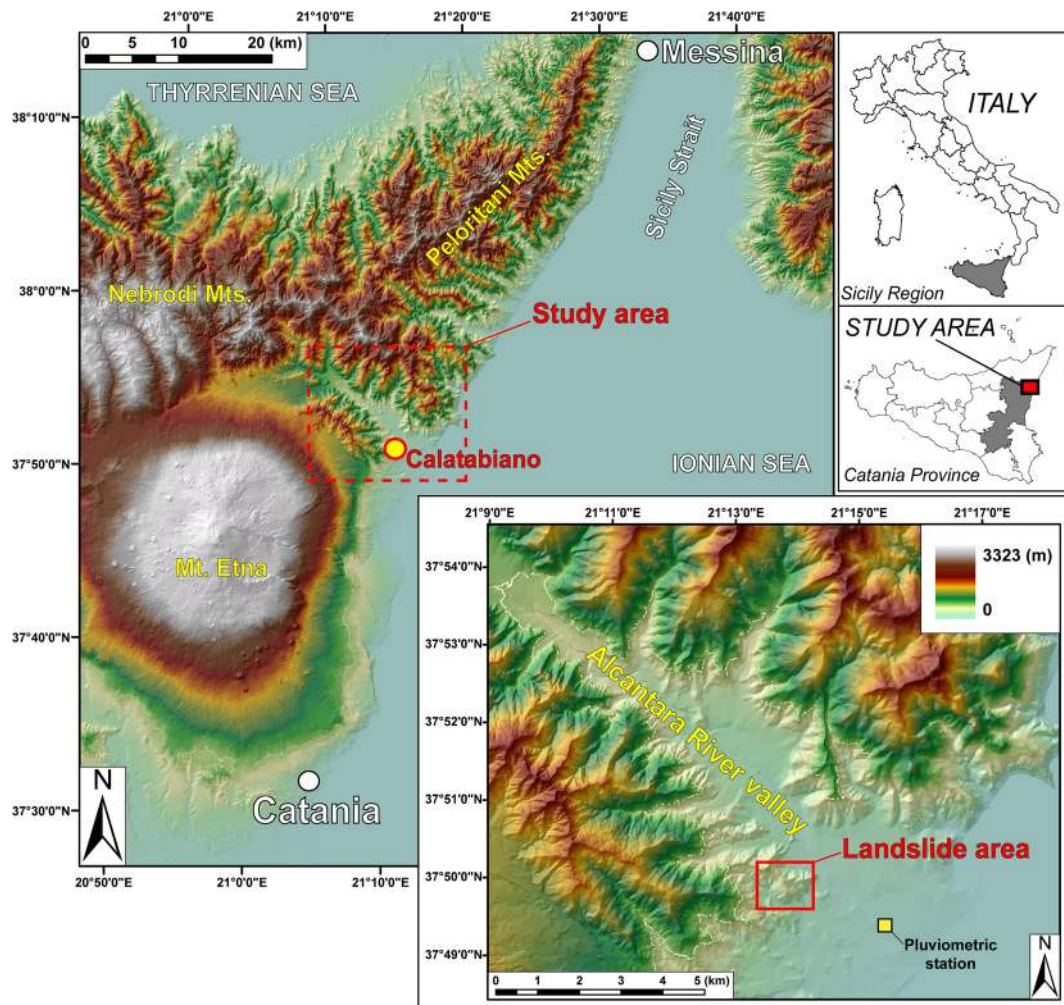 21°0'0"E 21°10'0"E 21°20'0"E 21°30'0"E 21°40'0"E
0 5 10 20 (km)
Messina
THYRRENIAN SEA
38°10'0"N
Peloritani Mts.
Sicily Strait
38°0'0"N
Nebrodi Mts.
Study area
37°50'0"N
Calatabiano
IONIAN SEA
Mt. Etna
37°40'0"N
Catania
37°30'0"N
N
20°50'0"E 21°0'0"E 21°10'0"E
ITALY
Sicily Region
STUDY AREA
Catania Province
21°9'0"E 21°11'0"E 21°13'0"E 21°15'0"E 21°17'0"E
3323 (m)
0
37°54'0"N
37°53'0"N
37°52'0"N
37°51'0"N
37°50'0"N
37°49'0"N
Alcantara River valley
Landslide area
Pluviometric
station
0 1 2 3 4 5 (km)
N